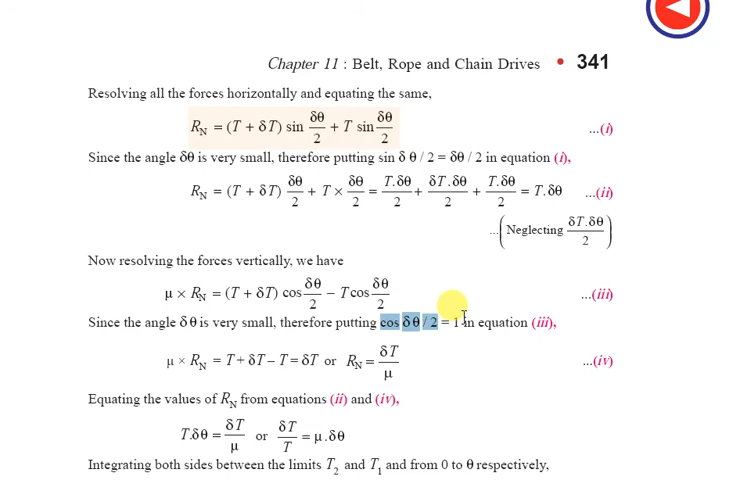 Chapter 11 : Belt, Rope and Chain Drives • 341
Resolving all the forces horizontally and equating the same,
R_N = (T + δT) sin δθ/2 + T sin δθ/2 ...(i)
Since the angle δθ is very small, therefore putting sin δ θ / 2 = δθ / 2 in equation (i),
R_N = (T + δT) δθ/2 + T × δθ/2 = T.δθ/2 + δT.δθ/2 + T.δθ/2 = T.δθ ...(ii)
...(Neglecting δT.δθ/2)
Now resolving the forces vertically, we have
μ × R_N = (T + δT) cos δθ/2 − T cos δθ/2 ...(iii)
Since the angle δθ is very small, therefore putting cos δθ / 2 = 1 in equation (iii),
μ × R_N = T + δT − T = δT or R_N = δT/μ ...(iv)
Equating the values of R_N from equations (ii) and (iv),
T.δθ = δT/μ or δT/T = μ.δθ
Integrating both sides between the limits T_2 and T_1 and from 0 to θ respectively,